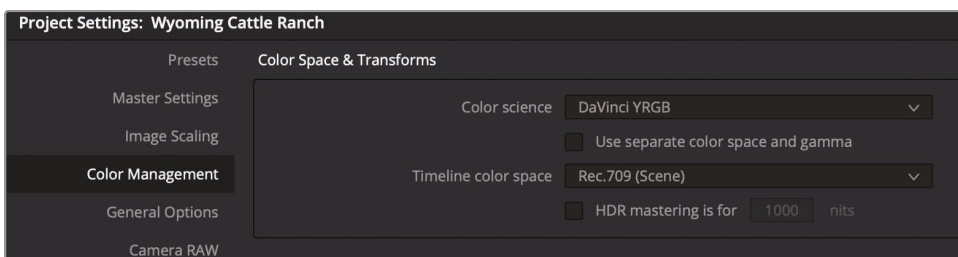 Project Settings: Wyoming Cattle Ranch
Presets
Color Space & Transforms
Master Settings
Color science DaVinci YRGB
Image Scaling
Use separate color space and gamma
Color Management
Timeline color space Rec.709 (Scene)
General Options
HDR mastering is for 1000 nits
Camera RAW